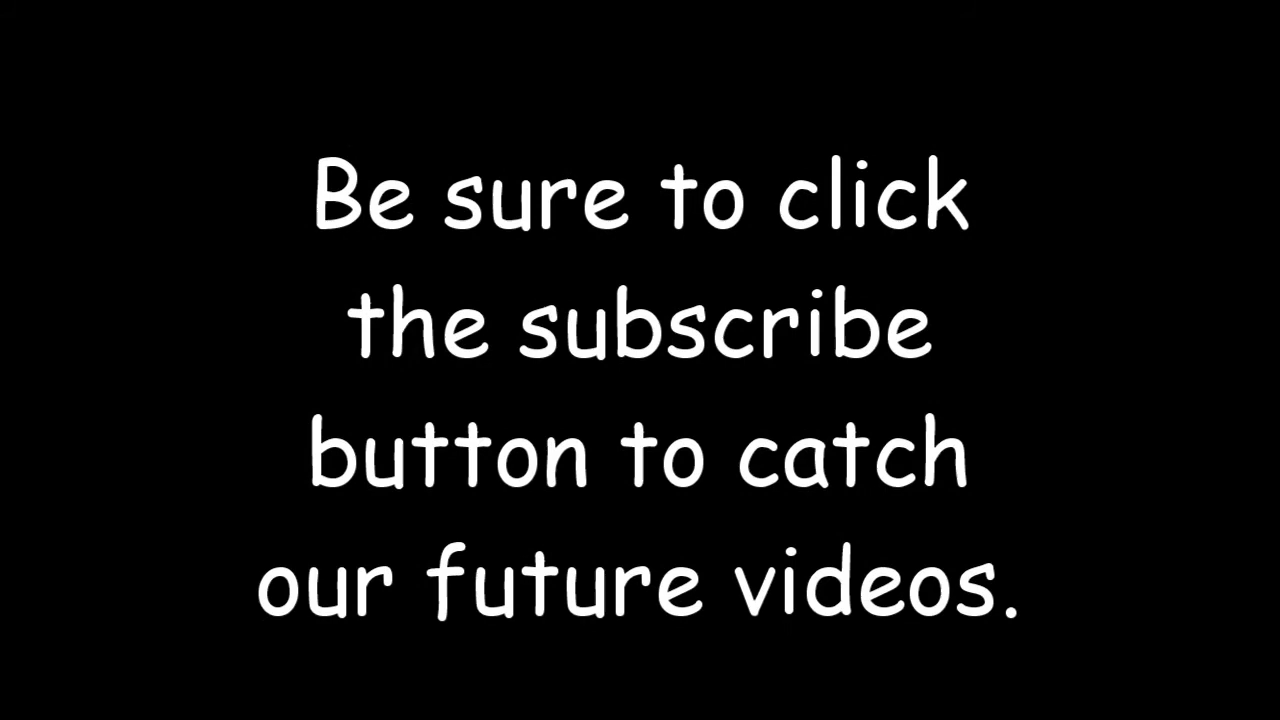 Be sure to click
the subscribe
button to catch
our future videos.